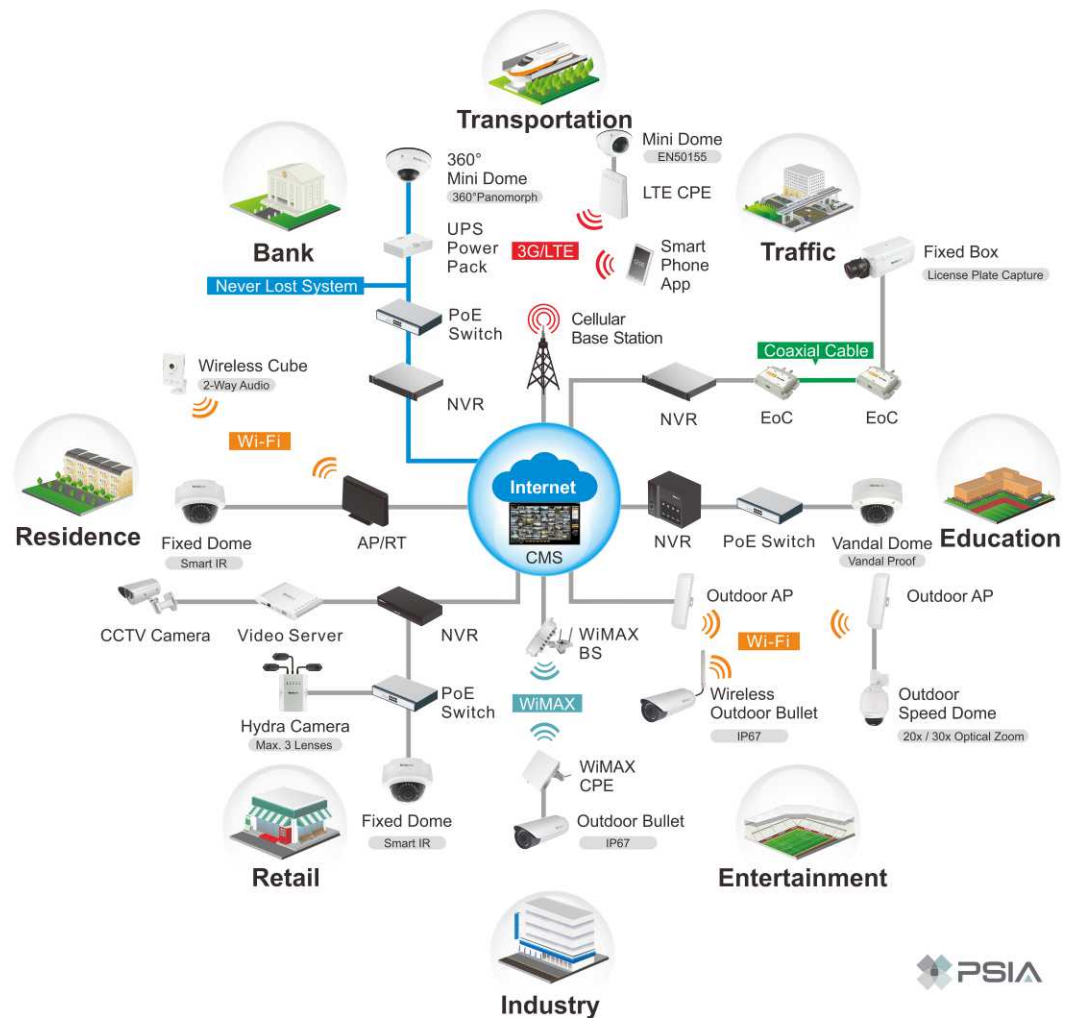 Transportation
Bank
360°
Mini Dome
360°Panomorph
UPS
Power
Pack
Never Lost System
PoE
Switch
NVR
Mini Dome
EN50155
LTE CPE
3G/LTE
Smart
Phone
App
Cellular
Base Station
Traffic
Fixed Box
License Plate Capture
Coaxial Cable
NVR
EoC
EoC
Wireless Cube
2-Way Audio
Wi-Fi
Residence
Fixed Dome
Smart IR
AP/RT
Internet
CMS
NVR
PoE Switch
Vandal Dome
Vandal Proof
Education
CCTV Camera
Video Server
NVR
Hydra Camera
Max. 3 Lenses
PoE
Switch
Fixed Dome
Smart IR
Retail
WiMAX
BS
WiMAX
WiMAX
CPE
Outdoor Bullet
IP67
Industry
Outdoor AP
Wi-Fi
Outdoor AP
Wireless
Outdoor Bullet
IP67
Outdoor
Speed Dome
20x / 30x Optical Zoom
Entertainment
PSIA